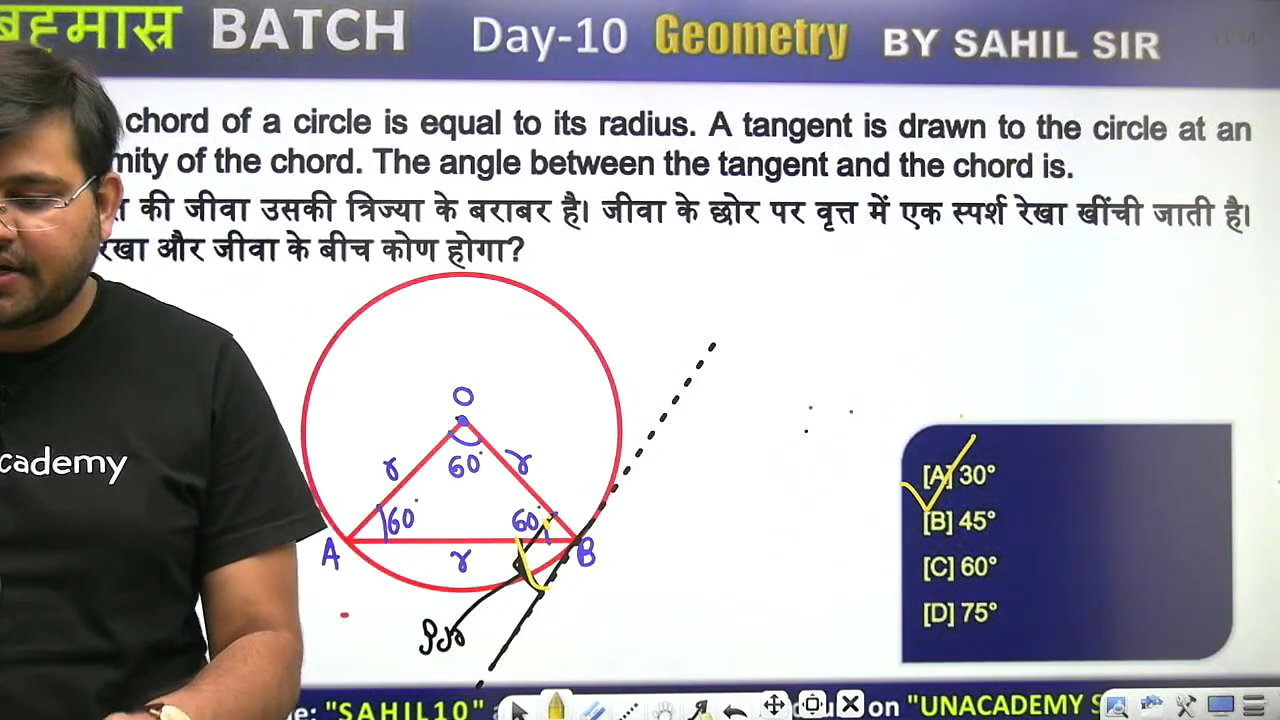 ब्रह्मास्र BATCH Day-10 Geometry BY SAHIL SIR
chord of a circle is equal to its radius. A tangent is drawn to the circle at an
mity of the chord. The angle between the tangent and the chord is.
की जीवा उसकी त्रिज्या के बराबर है। जीवा के छोर पर वृत्त में एक स्पर्श रेखा खींची जाती है।
रेखा और जीवा के बीच कोण होगा?
O
r 60° r
60° 60°
A r B
90°
[A] 30°
[B] 45°
[C] 60°
[D] 75°
cademy
"SAHIL10" on "UNACADEMY S